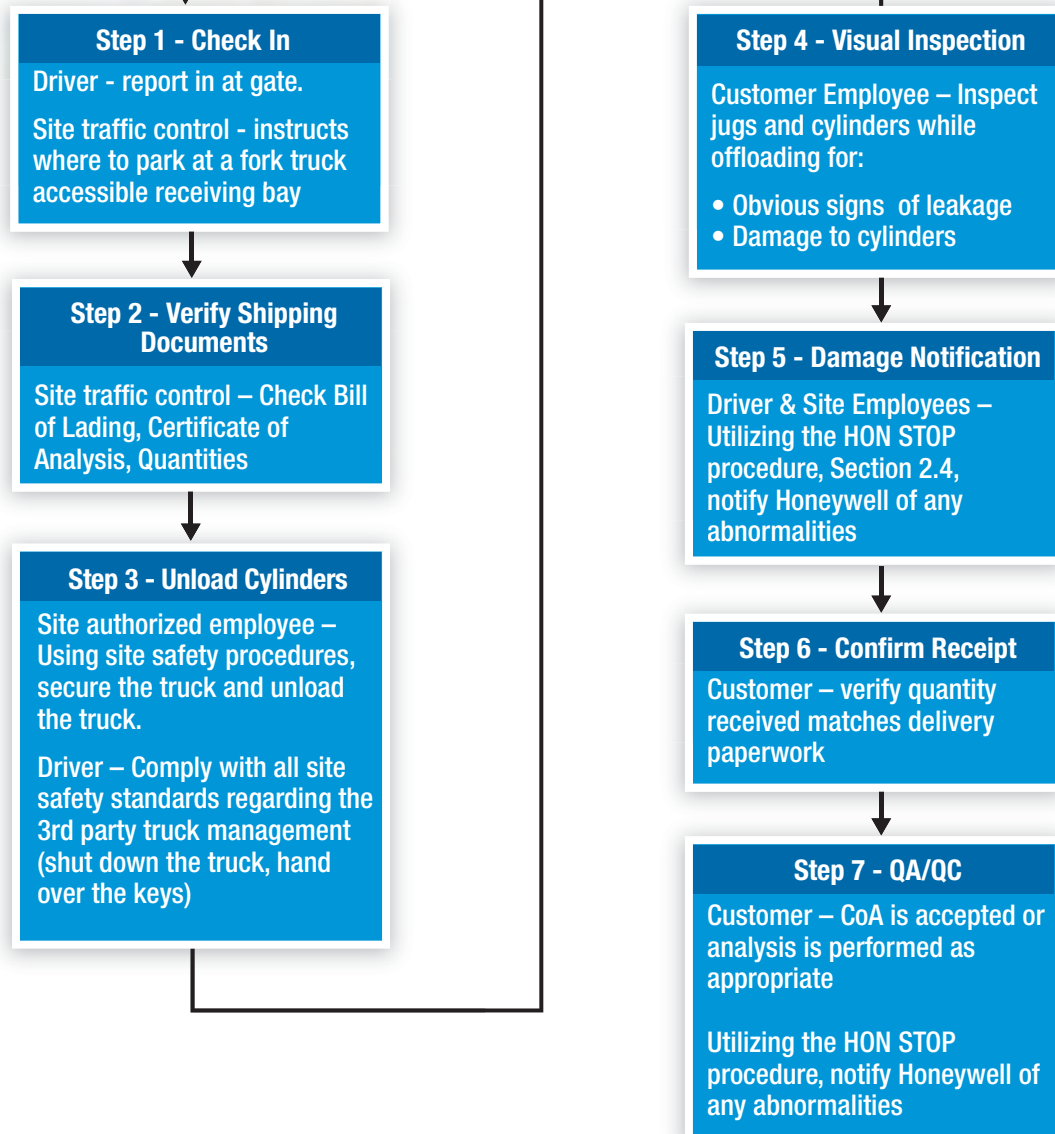 Step 1 - Check In
Driver - report in at gate.
Site traffic control - instructs
where to park at a fork truck
accessible receiving bay
Step 2 - Verify Shipping
Documents
Site traffic control – Check Bill
of Lading, Certificate of
Analysis, Quantities
Step 3 - Unload Cylinders
Site authorized employee –
Using site safety procedures,
secure the truck and unload
the truck.
Driver – Comply with all site
safety standards regarding the
3rd party truck management
(shut down the truck, hand
over the keys)
Step 4 - Visual Inspection
Customer Employee – Inspect
jugs and cylinders while
offloading for:
• Obvious signs of leakage
• Damage to cylinders
Step 5 - Damage Notification
Driver & Site Employees –
Utilizing the HON STOP
procedure, Section 2.4,
notify Honeywell of any
abnormalities
Step 6 - Confirm Receipt
Customer – verify quantity
received matches delivery
paperwork
Step 7 - QA/QC
Customer – CoA is accepted or
analysis is performed as
appropriate
Utilizing the HON STOP
procedure, notify Honeywell of
any abnormalities